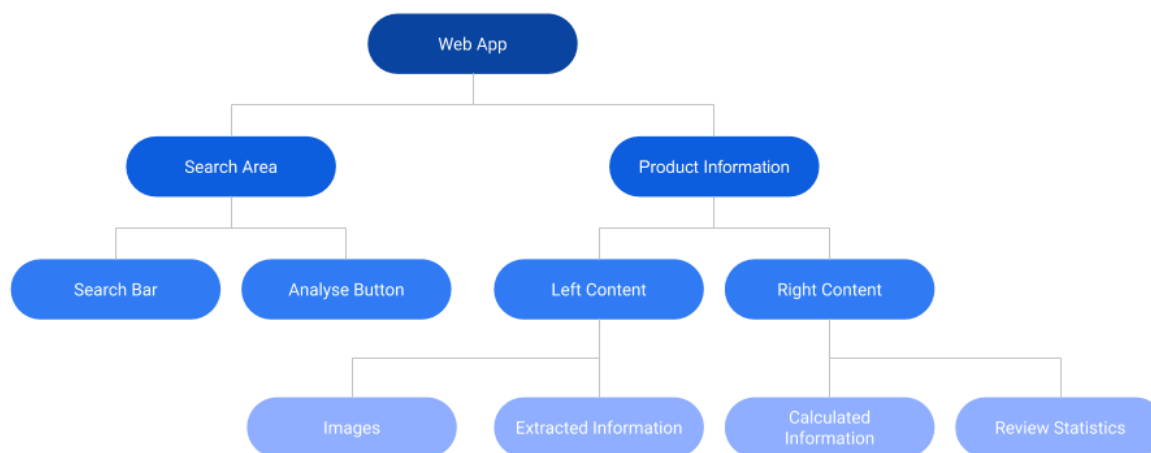 Web App
Search Area
Product Information
Search Bar
Analyse Button
Left Content
Right Content
Images
Extracted Information
Calculated
Information
Review Statistics